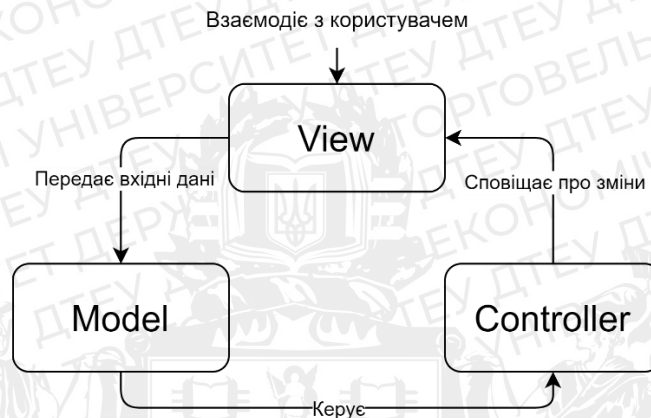 Взаємодіє з користувачем
View
Передає вхідні дані
Сповіщає про зміни
Model
Controller
Керує